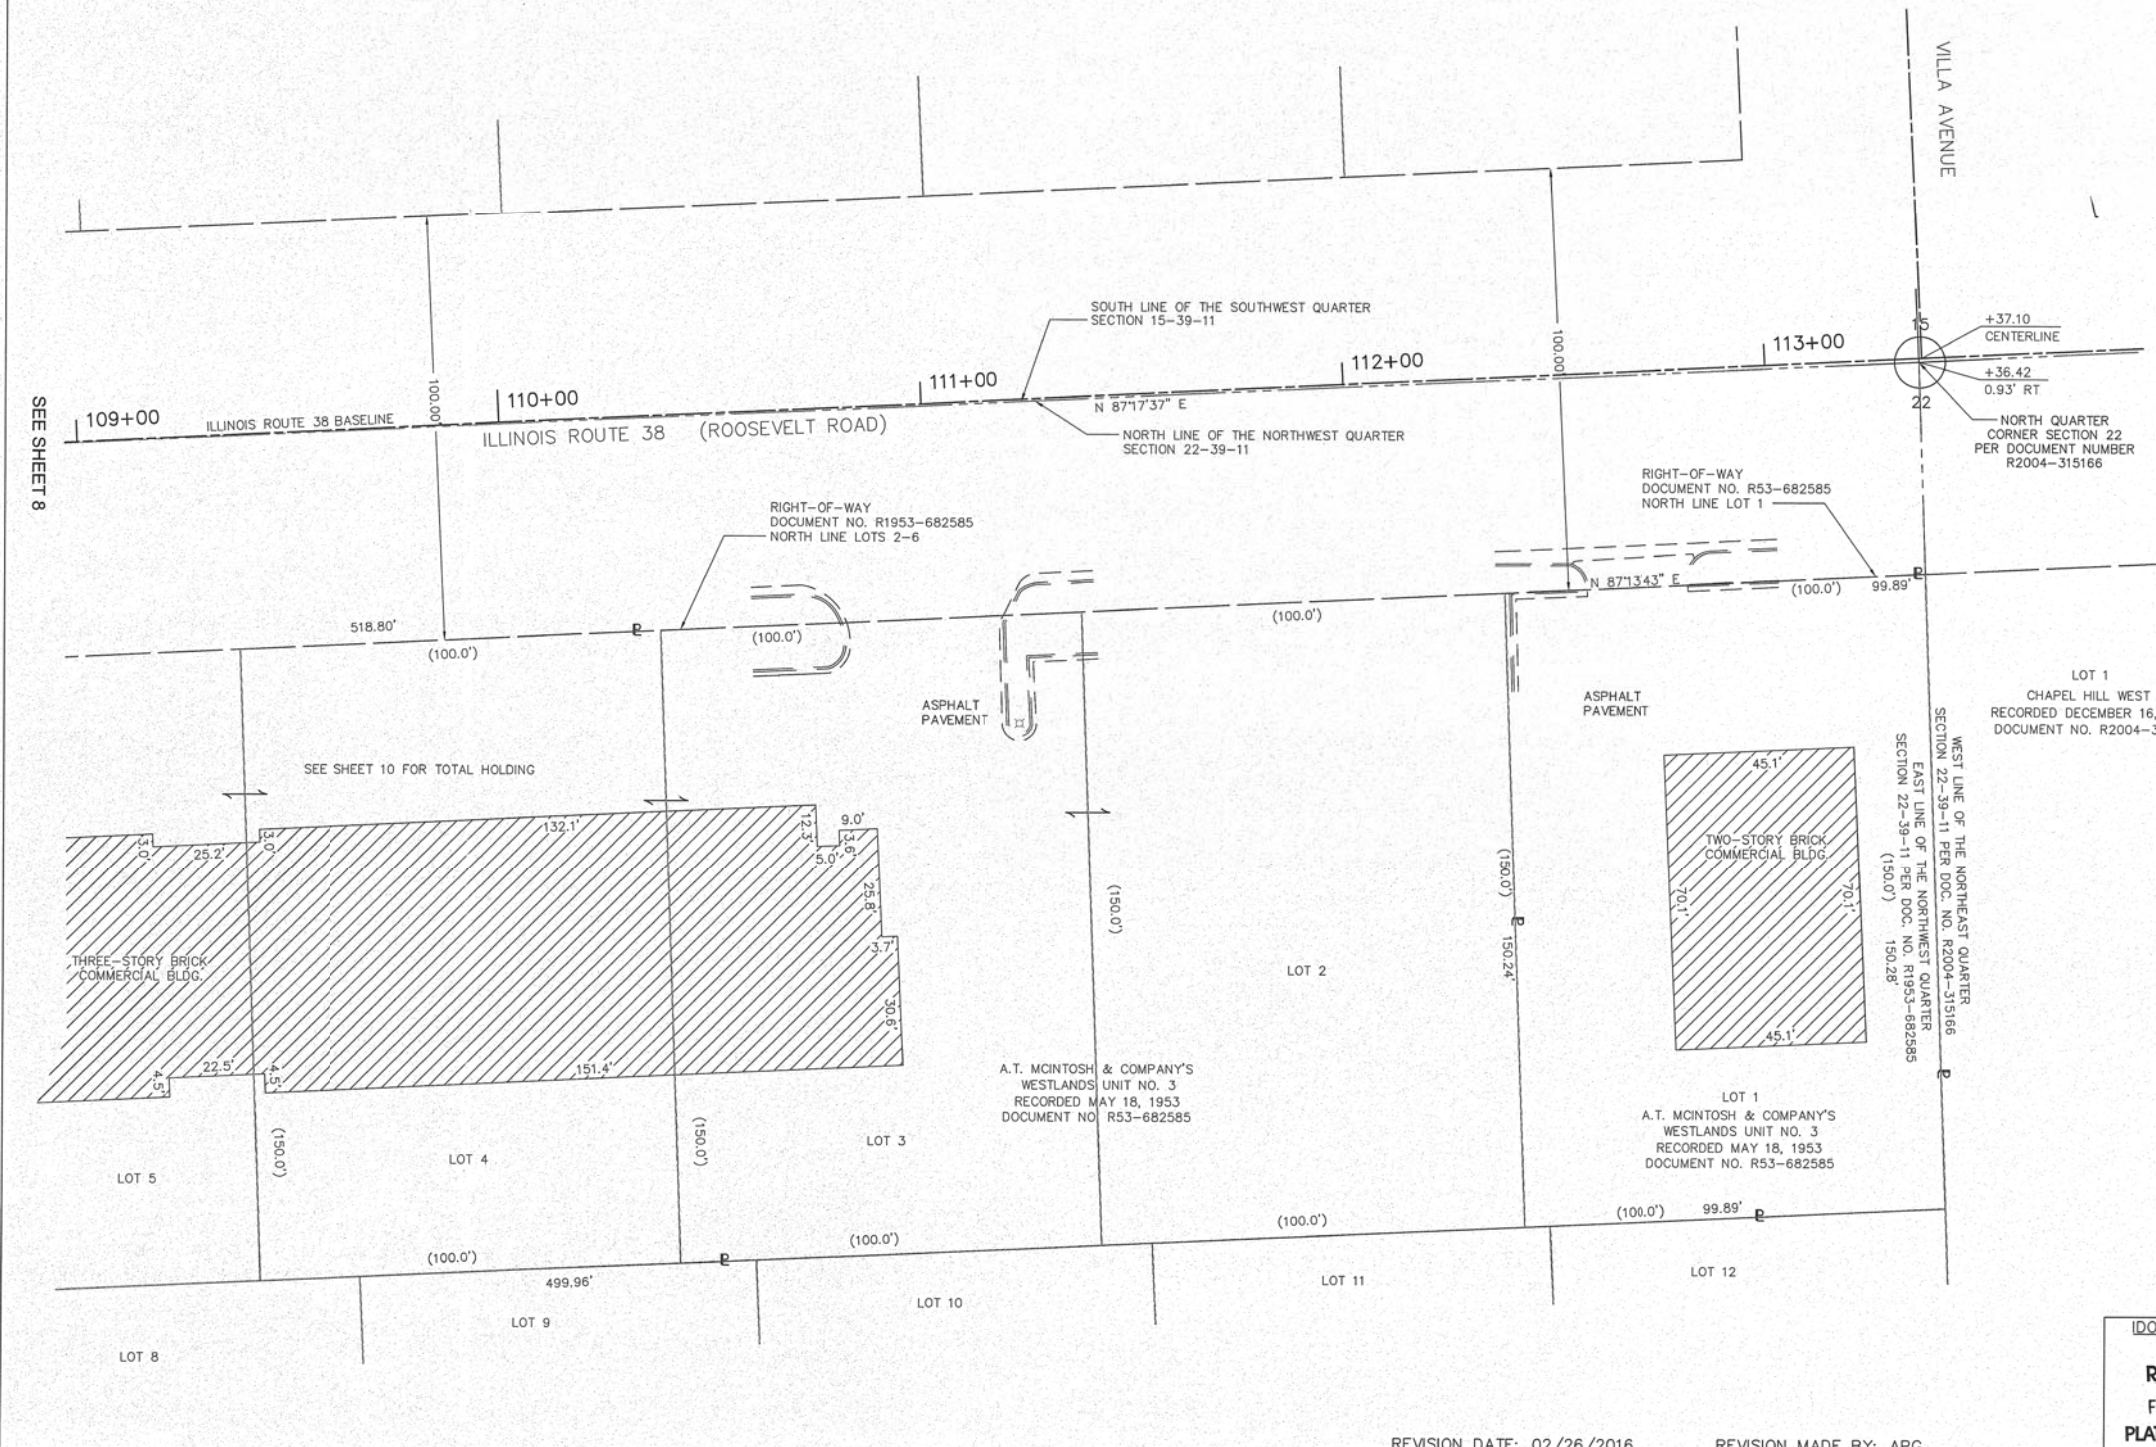 VILLA AVENUE
SEE SHEET 8
100.00'
100.00'
SOUTH LINE OF THE SOUTHWEST QUARTER
SECTION 15-39-11
109+00
110+00
111+00
112+00
113+00
15
22
+37.10
CENTERLINE
+36.42
0.93' RT
NORTH QUARTER
CORNER SECTION 22
PER DOCUMENT NUMBER
R2004-315166
ILLINOIS ROUTE 38 BASELINE
ILLINOIS ROUTE 38 (ROOSEVELT ROAD)
N 87°17'37" E
NORTH LINE OF THE NORTHWEST QUARTER
SECTION 22-39-11
RIGHT-OF-WAY
DOCUMENT NO. R1953-682585
NORTH LINE LOTS 2-6
RIGHT-OF-WAY
DOCUMENT NO. R53-682585
NORTH LINE LOT 1
N 87°13'43" E
(100.0')
99.89'
518.80'
(100.0')
(100.0')
(100.0')
ASPHALT
PAVEMENT
ASPHALT
PAVEMENT
LOT 1
CHAPEL HILL WEST
RECORDED DECEMBER 16,
DOCUMENT NO. R2004-3
SEE SHEET 10 FOR TOTAL HOLDING
3.0'
25.2'
3.0'
132.1'
12.3'
9.0'
3.6'
5.0'
25.8'
3.7'
30.6'
THREE-STORY BRICK
COMMERCIAL BLDG.
4.5'
22.5'
4.5'
151.4'
45.1'
TWO-STORY BRICK
COMMERCIAL BLDG.
70.1'
70.1'
45.1'
(150.0')
(150.0')
150.24'
WEST LINE OF THE NORTHEAST QUARTER
SECTION 22-39-11 PER DOC. NO. R2004-315166
EAST LINE OF THE NORTHWEST QUARTER
SECTION 22-39-11 PER DOC. NO. R1953-682585
(150.0')
150.28'
LOT 2
A.T. MCINTOSH & COMPANY'S
WESTLANDS UNIT NO. 3
RECORDED MAY 18, 1953
DOCUMENT NO. R53-682585
LOT 1
A.T. MCINTOSH & COMPANY'S
WESTLANDS UNIT NO. 3
RECORDED MAY 18, 1953
DOCUMENT NO. R53-682585
LOT 5
(150.0')
LOT 4
(150.0')
LOT 3
(100.0')
499.96'
(100.0')
(100.0')
(100.0')
99.89'
LOT 8
LOT 9
LOT 10
LOT 11
LOT 12
IDO
R
F
PLA
REVISION DATE: 02/26/2016
REVISION MADE BY: ARG